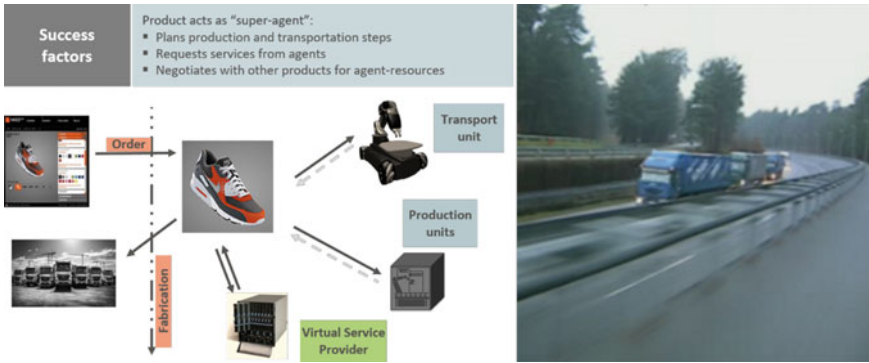 Success
factors
Product acts as “super-agent”:
▪ Plans production and transportation steps
▪ Requests services from agents
▪ Negotiates with other products for agent-resources
Order
Transport
unit
Production
units
Fabrication
Virtual Service
Provider